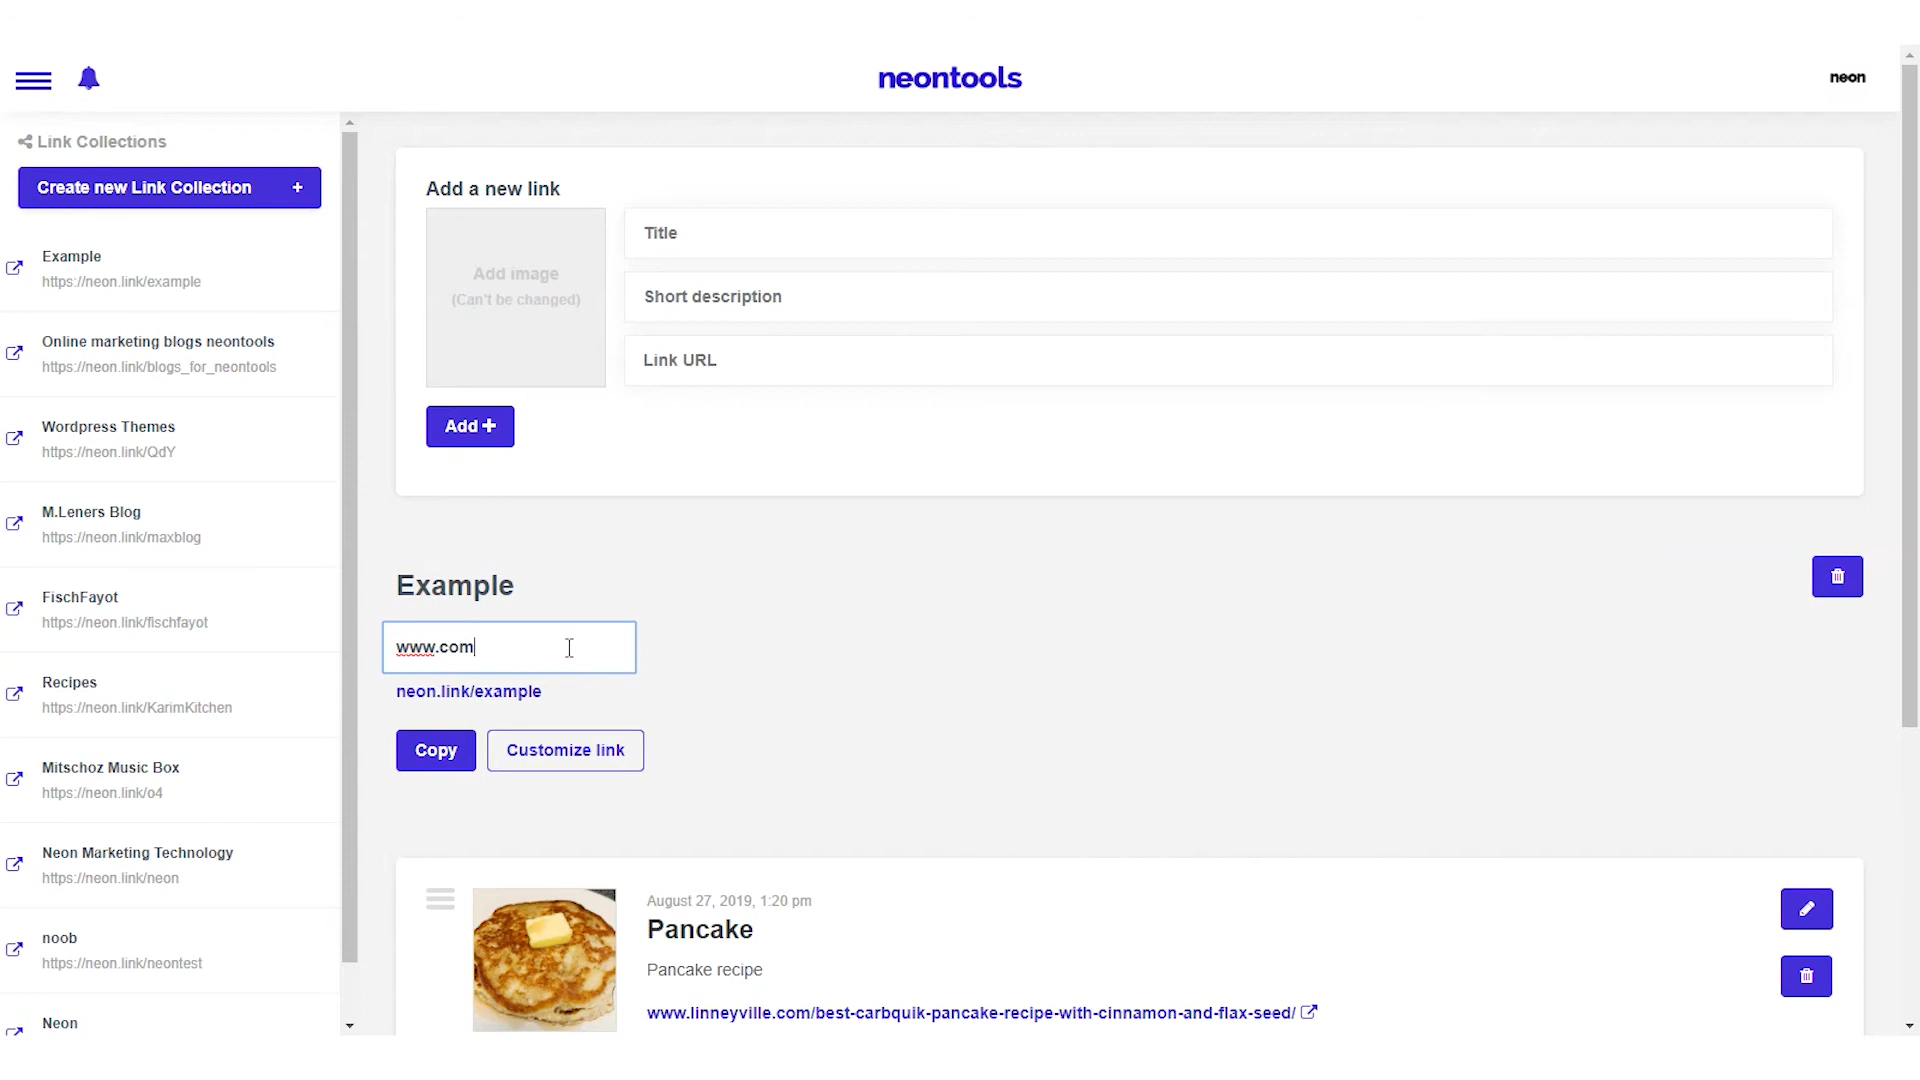 neontools
neon
Link Collections
Create new Link Collection +
Example
https://neon.link/example
Online marketing blogs neontools
https://neon.link/blogs_for_neontools
Wordpress Themes
https://neon.link/QdY
M.Leners Blog
https://neon.link/maxblog
FischFayot
https://neon.link/fischfayot
Recipes
https://neon.link/KarimKitchen
Mitschoz Music Box
https://neon.link/o4
Neon Marketing Technology
https://neon.link/neon
noob
https://neon.link/neontest
Neon
Add a new link
Add image
(Can't be changed)
Title
Short description
Link URL
Add +
Example
www.com
neon.link/example
Copy
Customize link
August 27, 2019, 1:20 pm
Pancake
Pancake recipe
www.linneyville.com/best-carbquik-pancake-recipe-with-cinnamon-and-flax-seed/